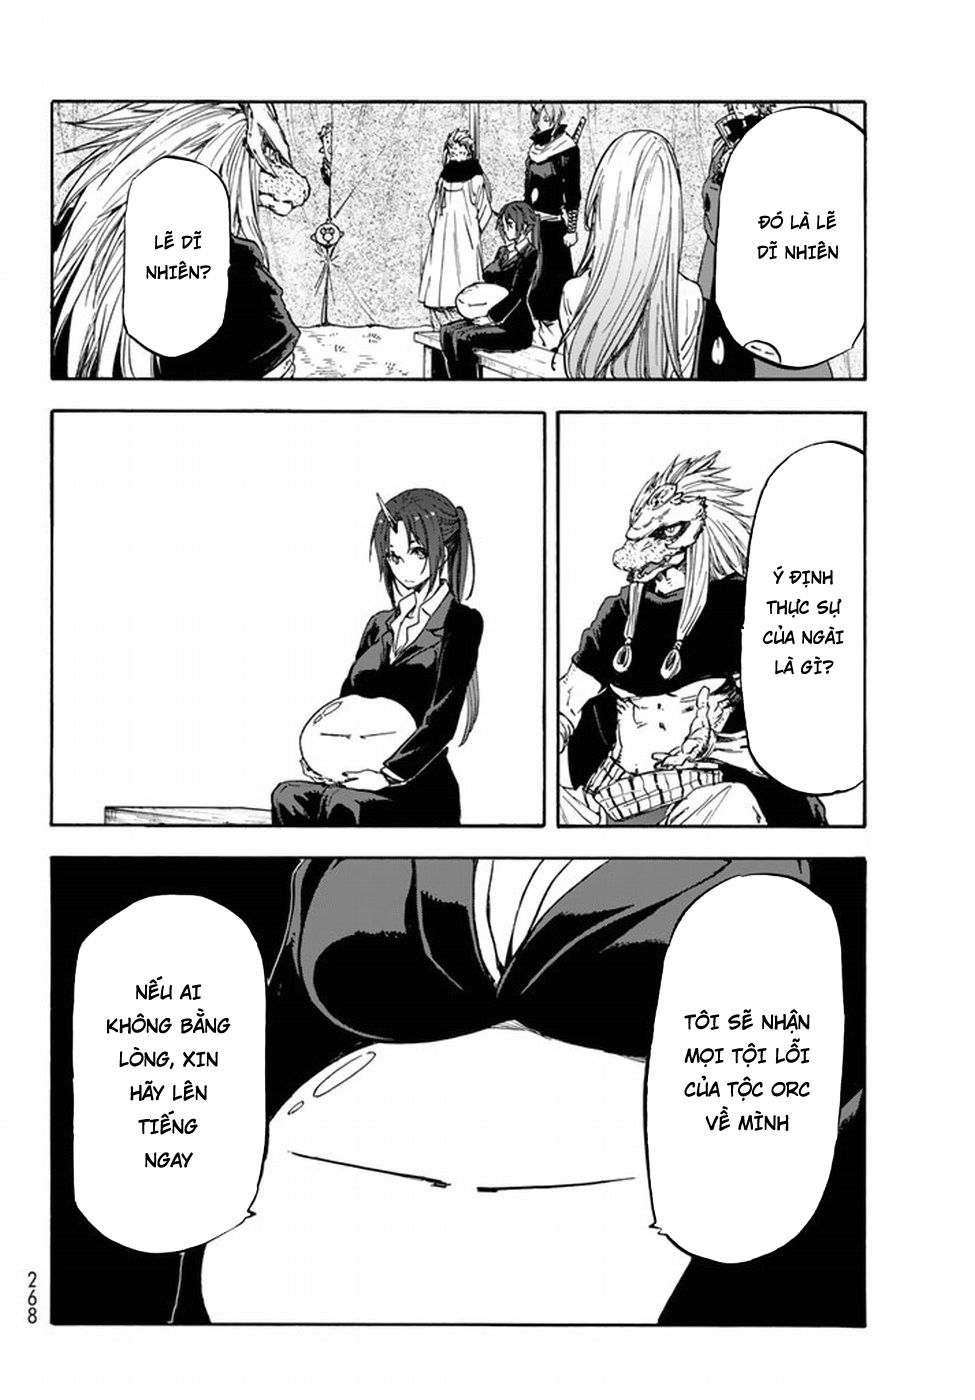 ĐÓ LÀ LẼ
DĨ NHIÊN
LẼ DĨ
NHIÊN?
Ý ĐỊNH
THỰC SỰ
CỦA NGÀI
LÀ GÌ?
TÔI SẼ NHẬN
MỌI TỘI LỖI
CỦA TỘC ORC
VỀ MÌNH
NẾU AI
KHÔNG BẰNG
LÒNG, XIN
HÃY LÊN
TIẾNG
NGAY
268